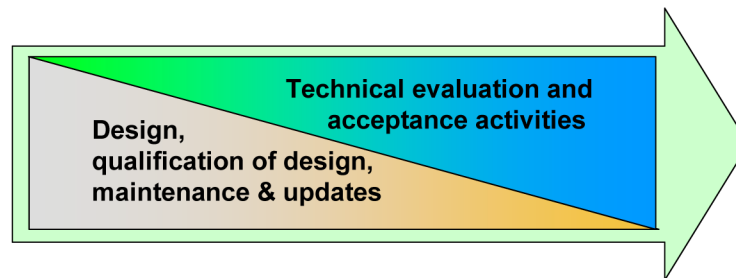 Technical evaluation and
acceptance activities
Design,
qualification of design,
maintenance & updates